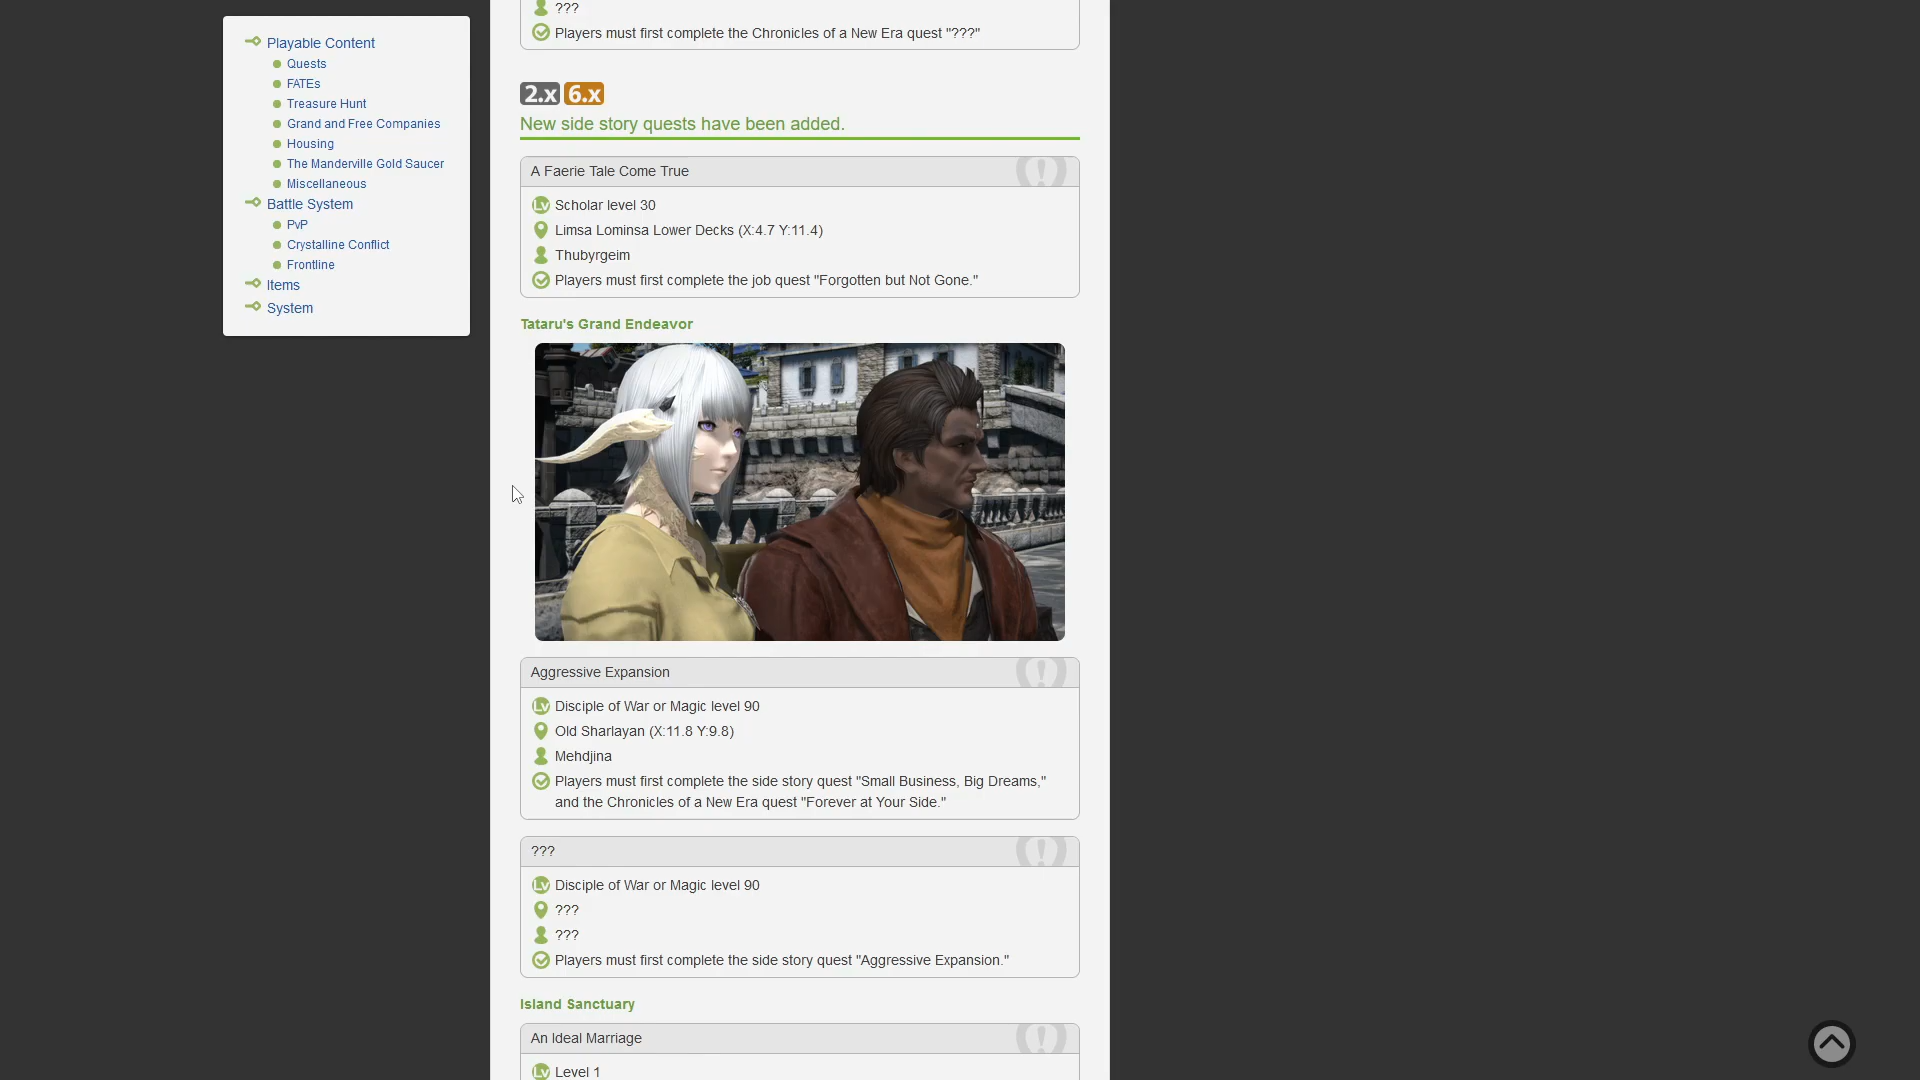 Playable Content
Quests
FATEs
Treasure Hunt
Grand and Free Companies
Housing
The Manderville Gold Saucer
Miscellaneous
Battle System
PvP
Crystalline Conflict
Frontline
Items
System
???
Players must first complete the Chronicles of a New Era quest "???"
2.x 6.x
New side story quests have been added.
A Faerie Tale Come True
Lv Scholar level 30
Limsa Lominsa Lower Decks (X:4.7 Y:11.4)
Thubyrgeim
Players must first complete the job quest "Forgotten but Not Gone."
Tataru's Grand Endeavor
Aggressive Expansion
Lv Disciple of War or Magic level 90
Old Sharlayan (X:11.8 Y:9.8)
Mehdjina
Players must first complete the side story quest "Small Business, Big Dreams,"
and the Chronicles of a New Era quest "Forever at Your Side."
???
Lv Disciple of War or Magic level 90
???
???
Players must first complete the side story quest "Aggressive Expansion."
Island Sanctuary
An Ideal Marriage
Lv Level 1